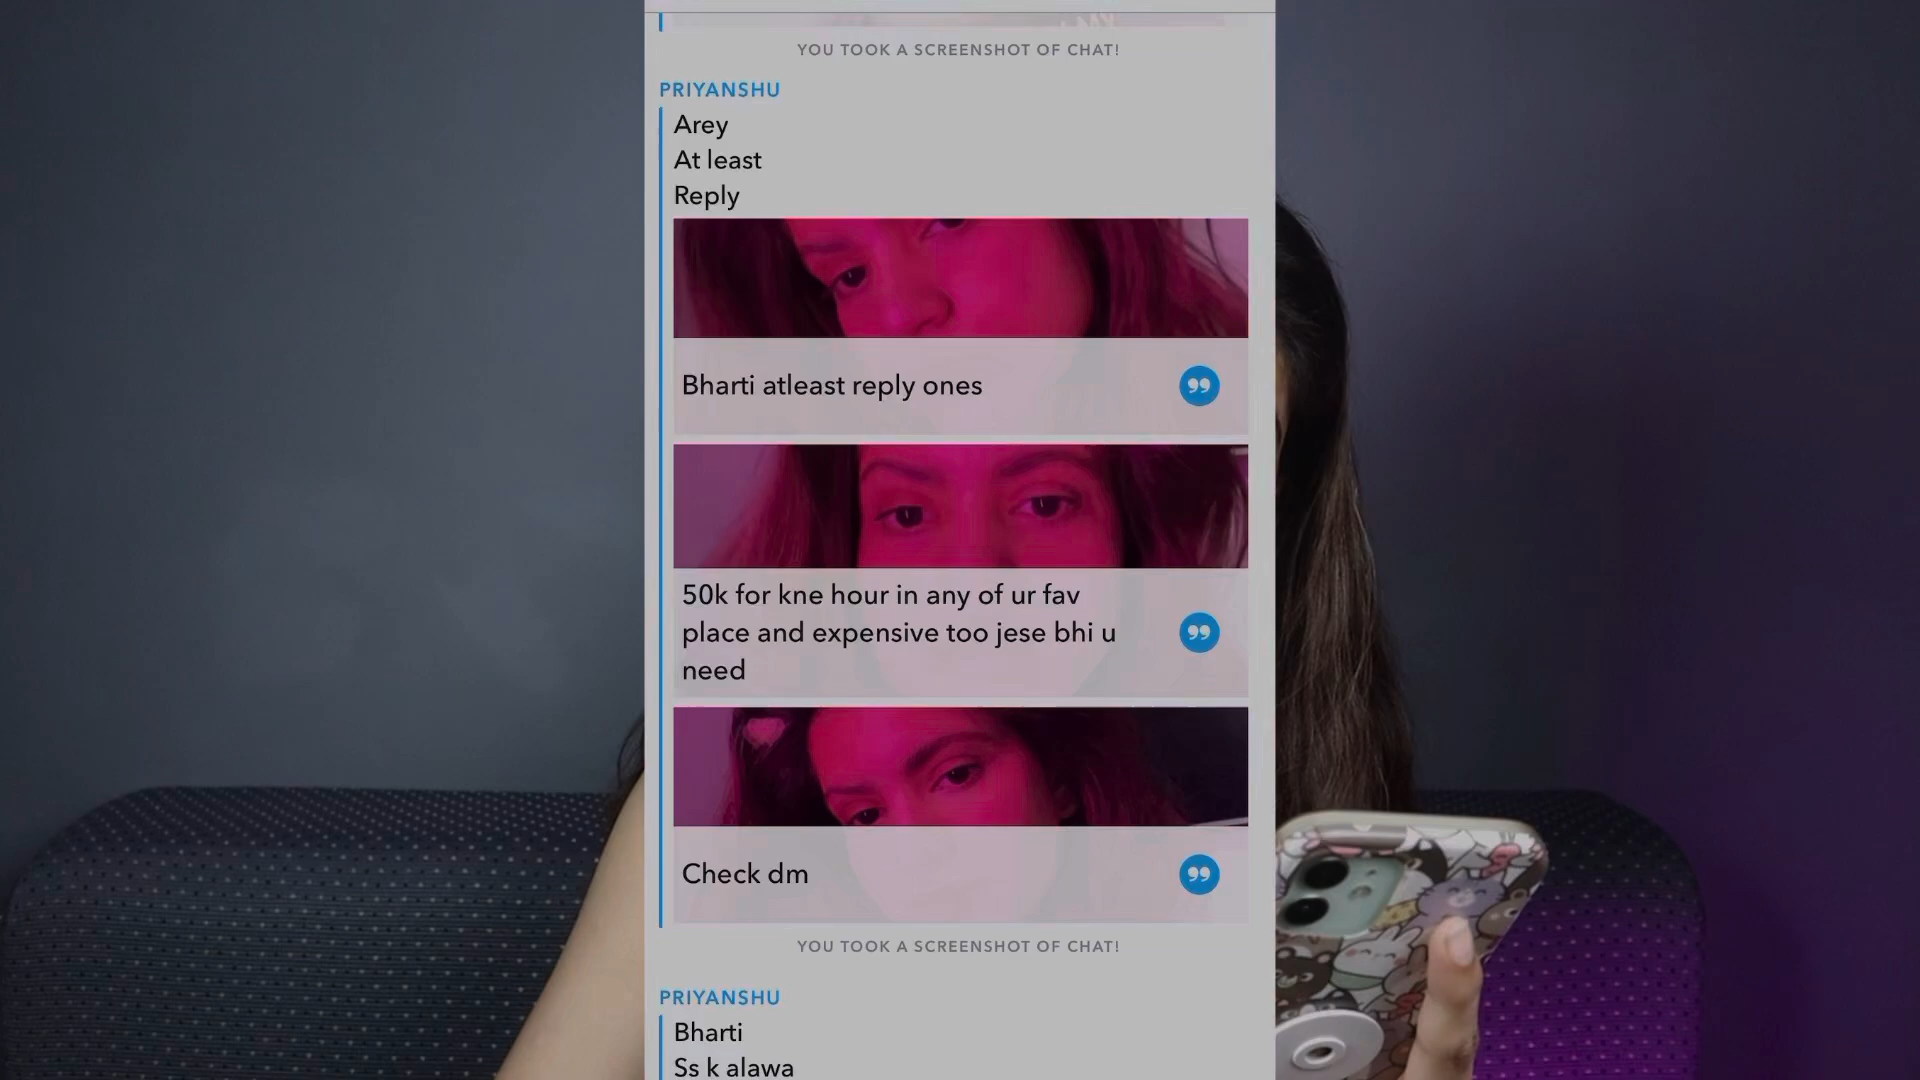 YOU TOOK A SCREENSHOT OF CHAT!
PRIYANSHU
Arey
At least
Reply
Bharti atleast reply ones
50k for kne hour in any of ur fav
place and expensive too jese bhi u
need
Check dm
YOU TOOK A SCREENSHOT OF CHAT!
PRIYANSHU
Bharti
Ss k alawa